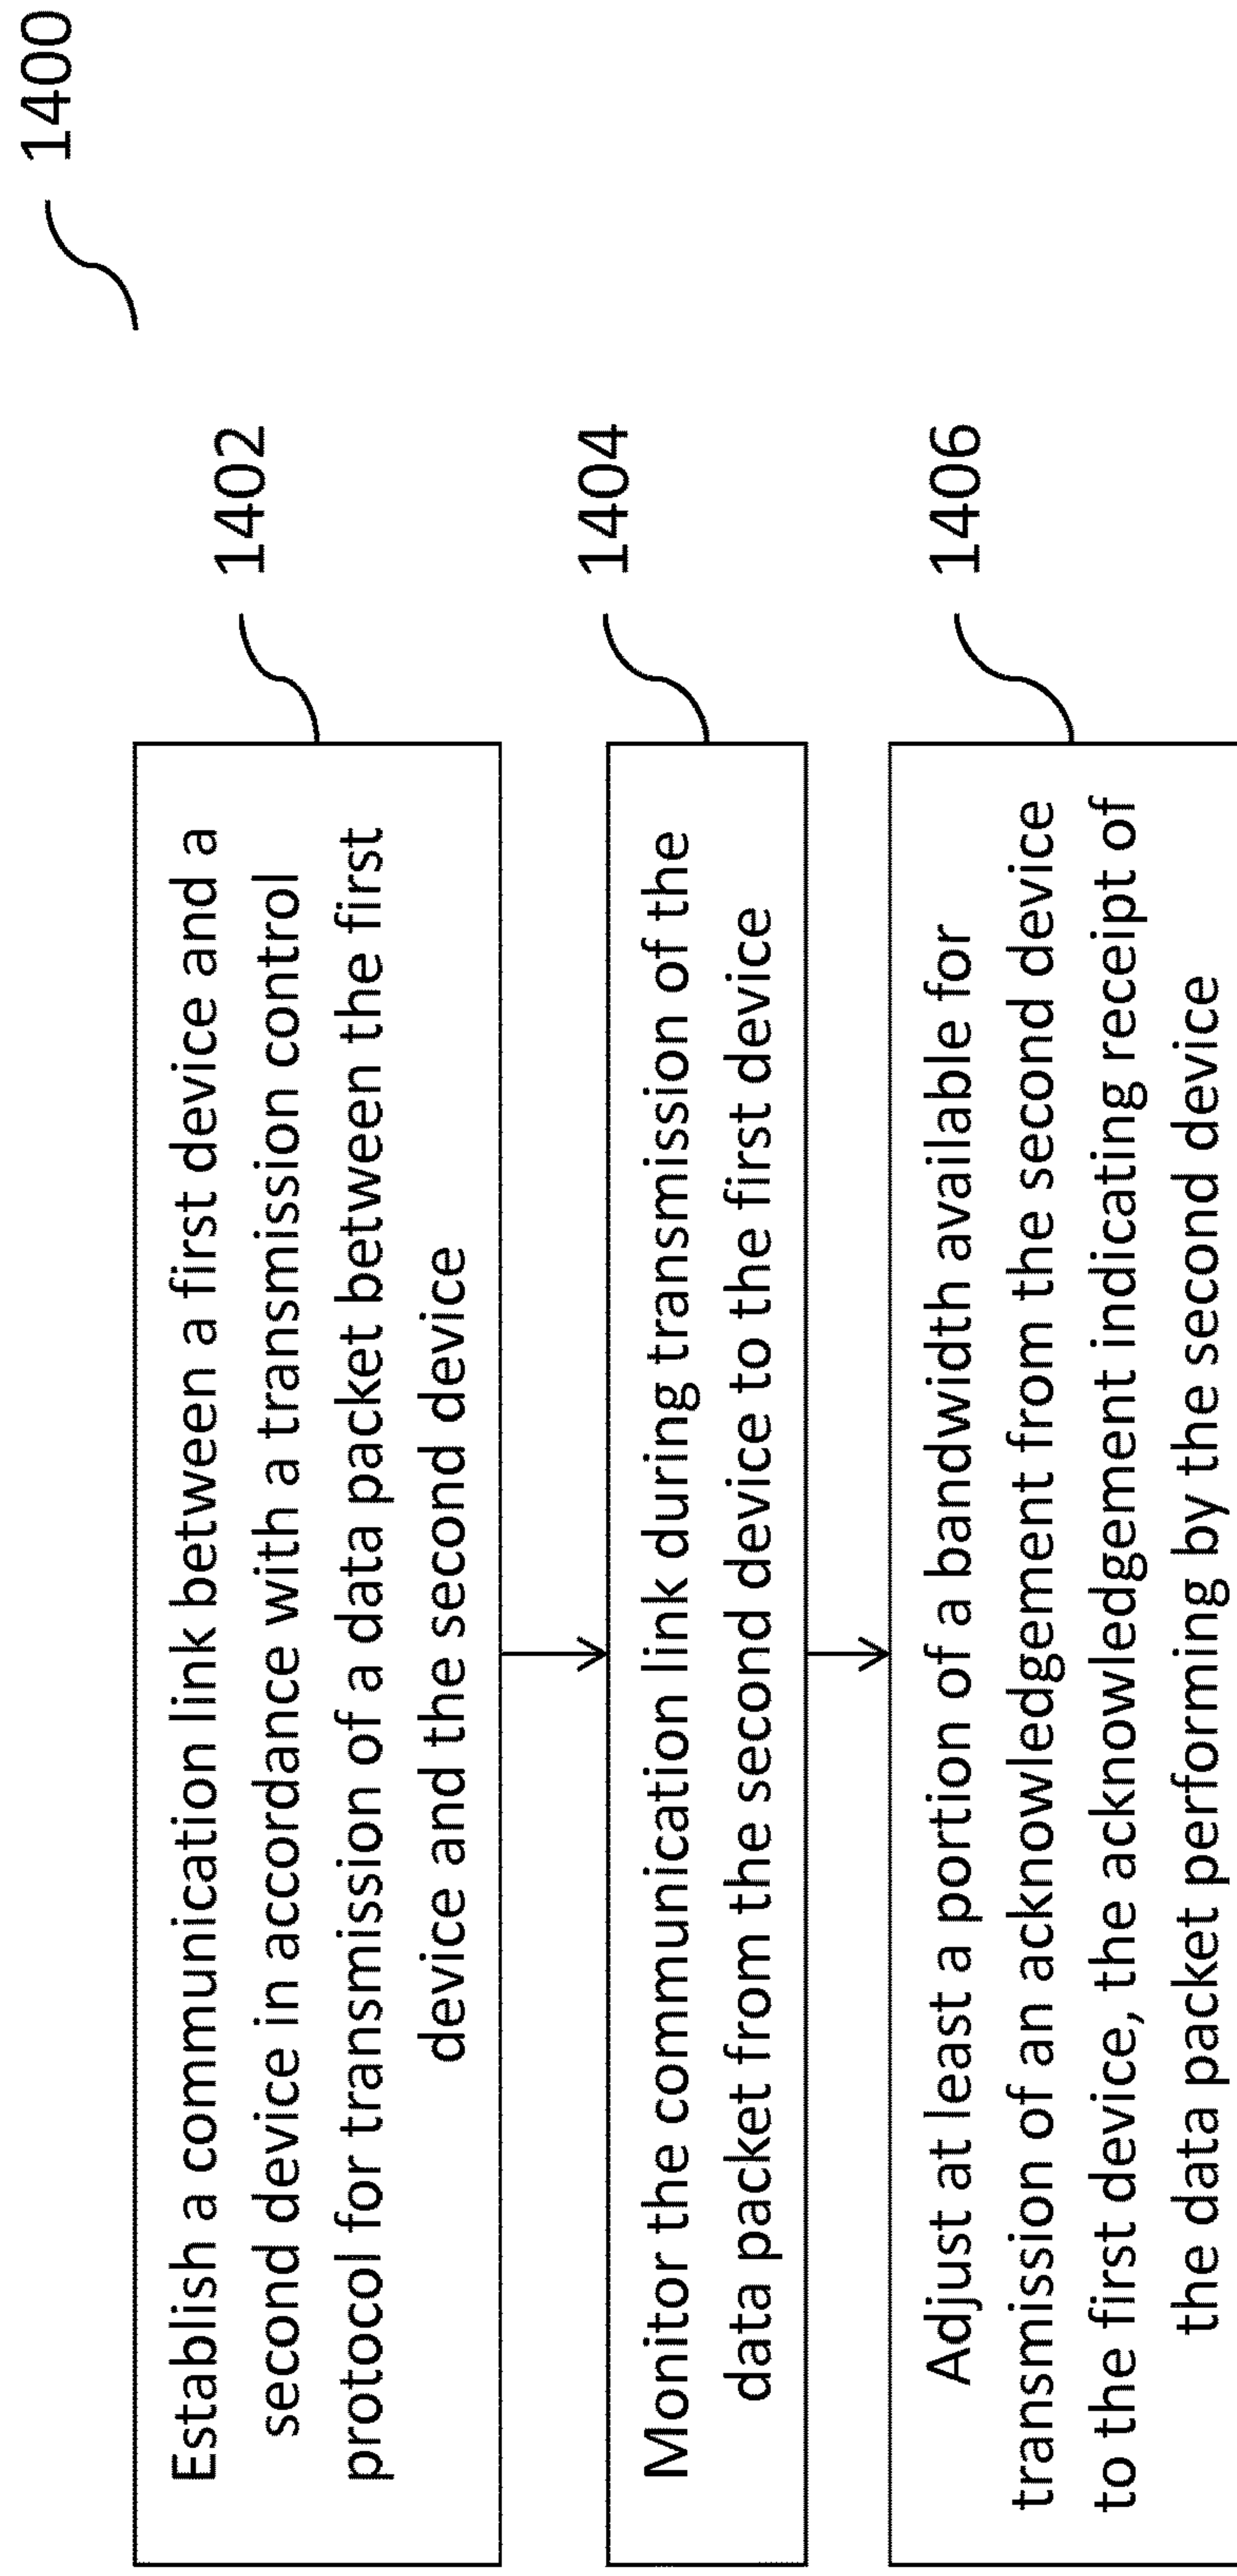 1400
1402
Establish a communication link between a first device and a
second device in accordance with a transmission control
protocol for transmission of a data packet between the first
device and the second device
1404
Monitor the communication link during transmission of the
data packet from the second device to the first device
1406
Adjust at least a portion of a bandwidth available for
transmission of an acknowledgement from the second device
to the first device, the acknowledgement indicating receipt of
the data packet performing by the second device